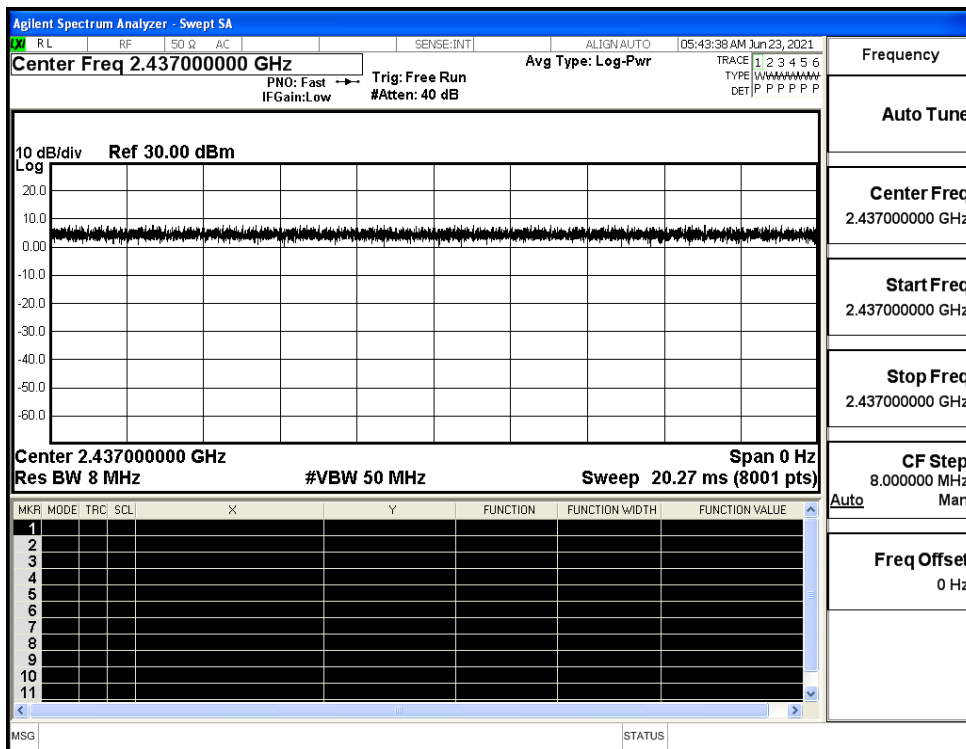 Agilent Spectrum Analyzer - Swept SA
LXI RL RF 50 Ω AC SENSE:INT ALIGN AUTO 05:43:38 AM Jun 23, 2021
Center Freq 2.437000000 GHz
PNO: Fast
IFGain:Low
Trig: Free Run
#Atten: 40 dB
Avg Type: Log-Pwr
TRACE 1 2 3 4 5 6
TYPE WWWWWW
DET P P P P P P
10 dB/div Ref 30.00 dBm
Log
20.0
10.0
0.00
-10.0
-20.0
-30.0
-40.0
-50.0
-60.0
Center 2.437000000 GHz Span 0 Hz
Res BW 8 MHz #VBW 50 MHz Sweep 20.27 ms (8001 pts)
MKR MODE TRC SCL X Y FUNCTION FUNCTION WIDTH FUNCTION VALUE
1
2
3
4
5
6
7
8
9
10
11
MSG STATUS
Frequency
Auto Tune
Center Freq
2.437000000 GHz
Start Freq
2.437000000 GHz
Stop Freq
2.437000000 GHz
CF Step
8.000000 MHz
Auto Man
Freq Offset
0 Hz